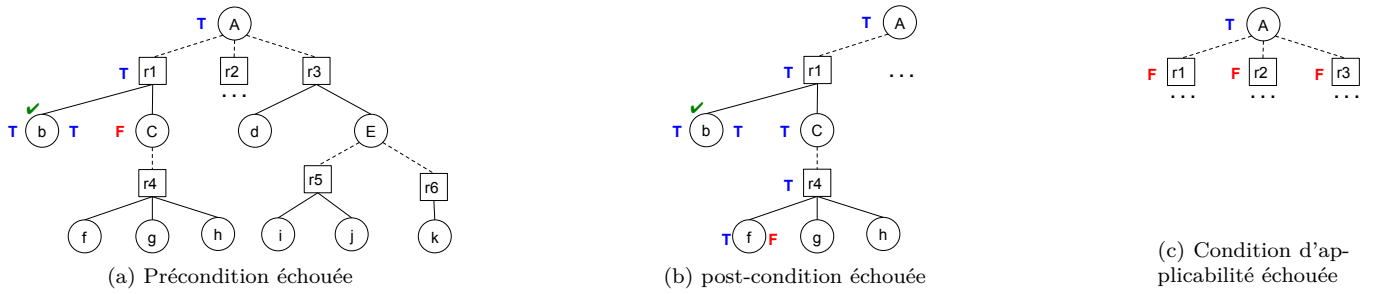 T A
T r1 r2 r3
. . .
✔
T b T F C d E
r4 r5 r6
f g h i j k
(a) Précondition échouée
T A
T r1 . . .
✔
T b T T C
T r4
T f F g h
(b) post-condition échouée
T A
F r1 F r2 F r3
. . . . . . . . .
(c) Condition d'ap-
plicabilité échouée